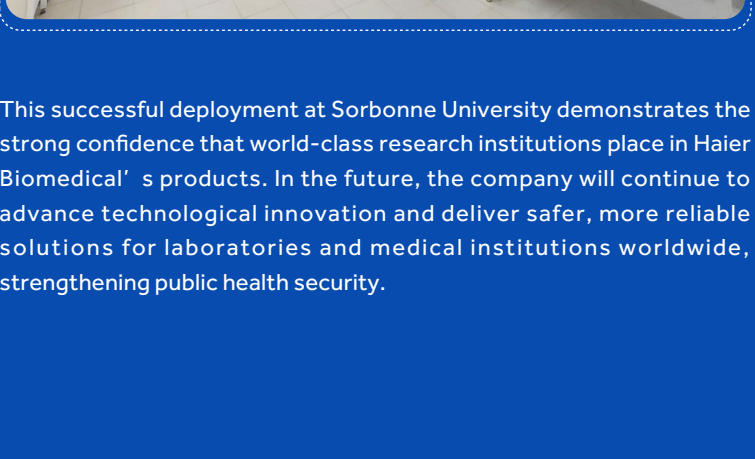 This successful deployment at Sorbonne University demonstrates the
strong confidence that world-class research institutions place in Haier
Biomedical’ s products. In the future, the company will continue to
advance technological innovation and deliver safer, more reliable
solutions for laboratories and medical institutions worldwide,
strengthening public health security.